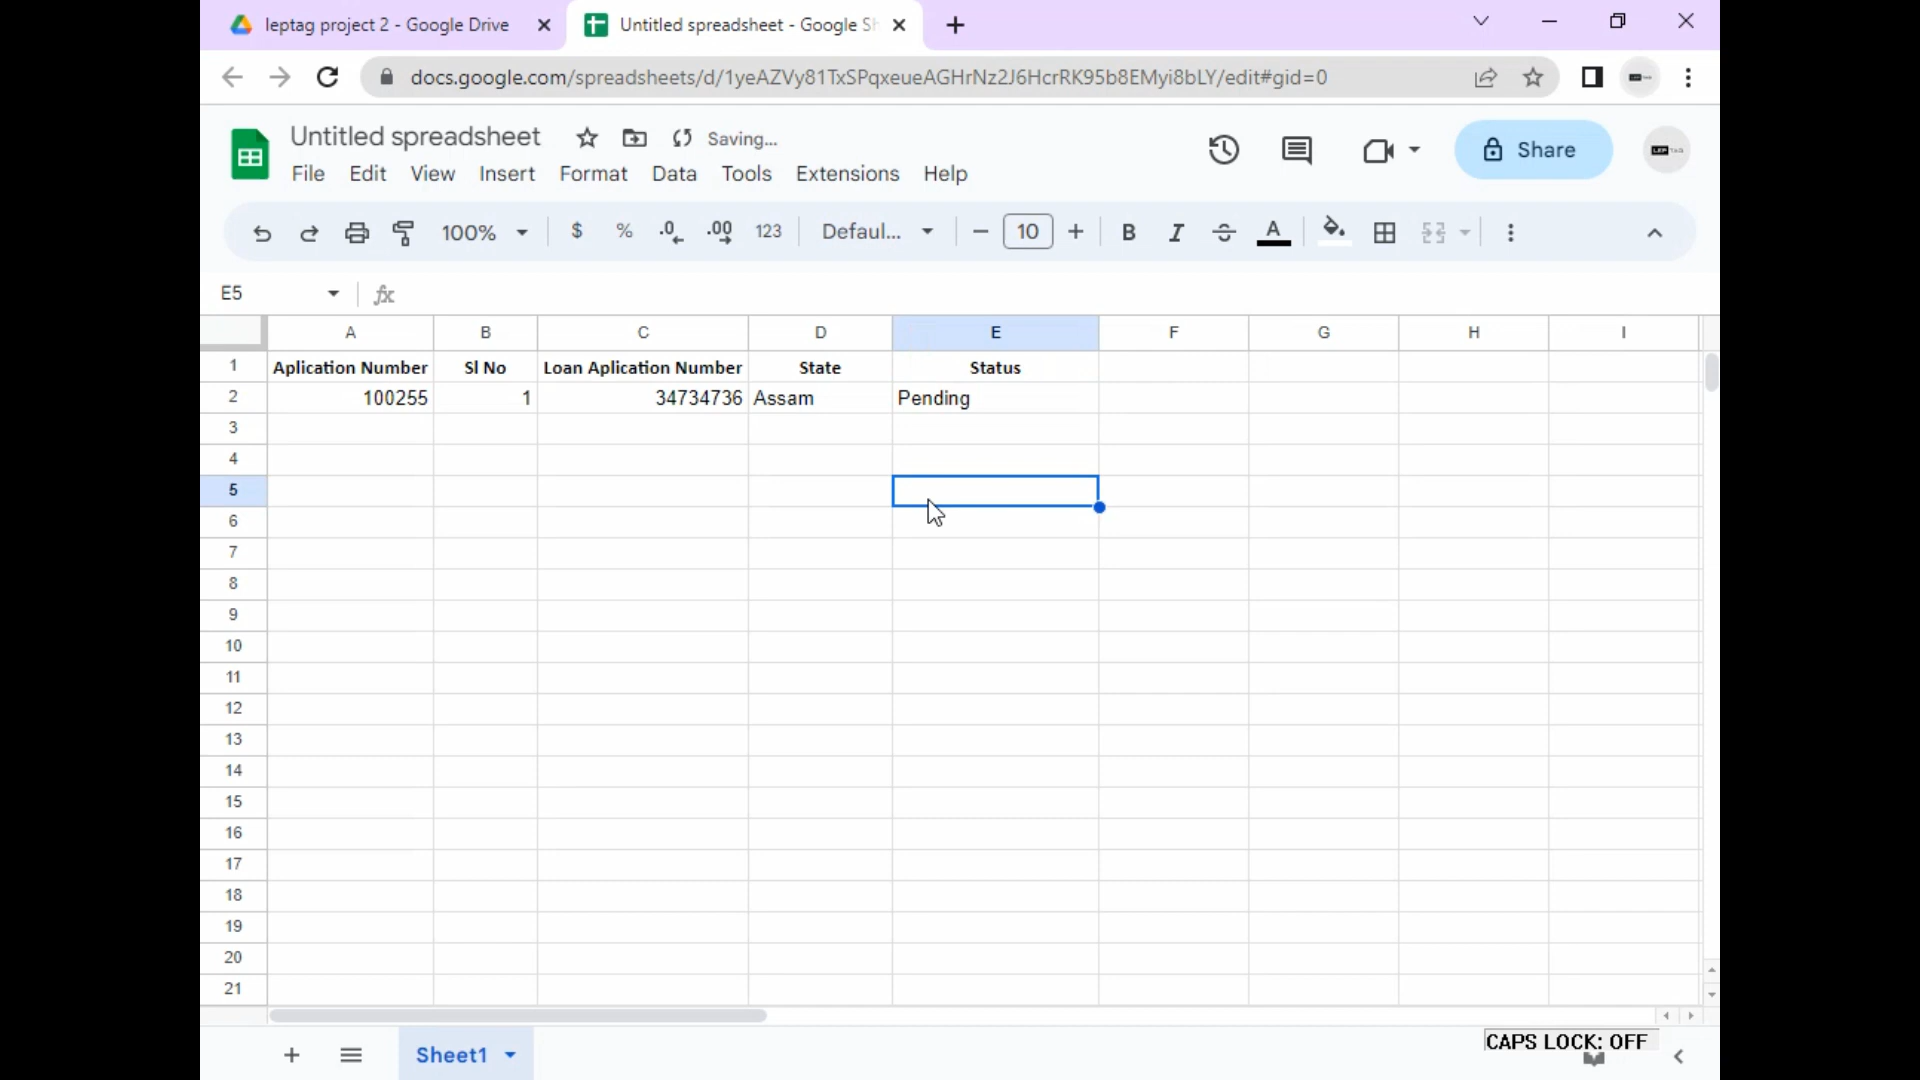 leptag project 2 - Google Drive
Untitled spreadsheet - Google Sh
docs.google.com/spreadsheets/d/1yeAZVy81TxSPqxeueAGHrNz2J6HcrRK95b8EMyi8bLY/edit#gid=0
Untitled spreadsheet Saving...
File Edit View Insert Format Data Tools Extensions Help
Share
100% $ % .0 .00 123 Defaul... 10 B I A
E5 fx
A B C D E F G H I
1 Aplication Number Sl No Loan Aplication Number State Status
2 100255 1 34734736 Assam Pending
3
4
5
6
7
8
9
10
11
12
13
14
15
16
17
18
19
20
21
Sheet1
CAPS LOCK: OFF